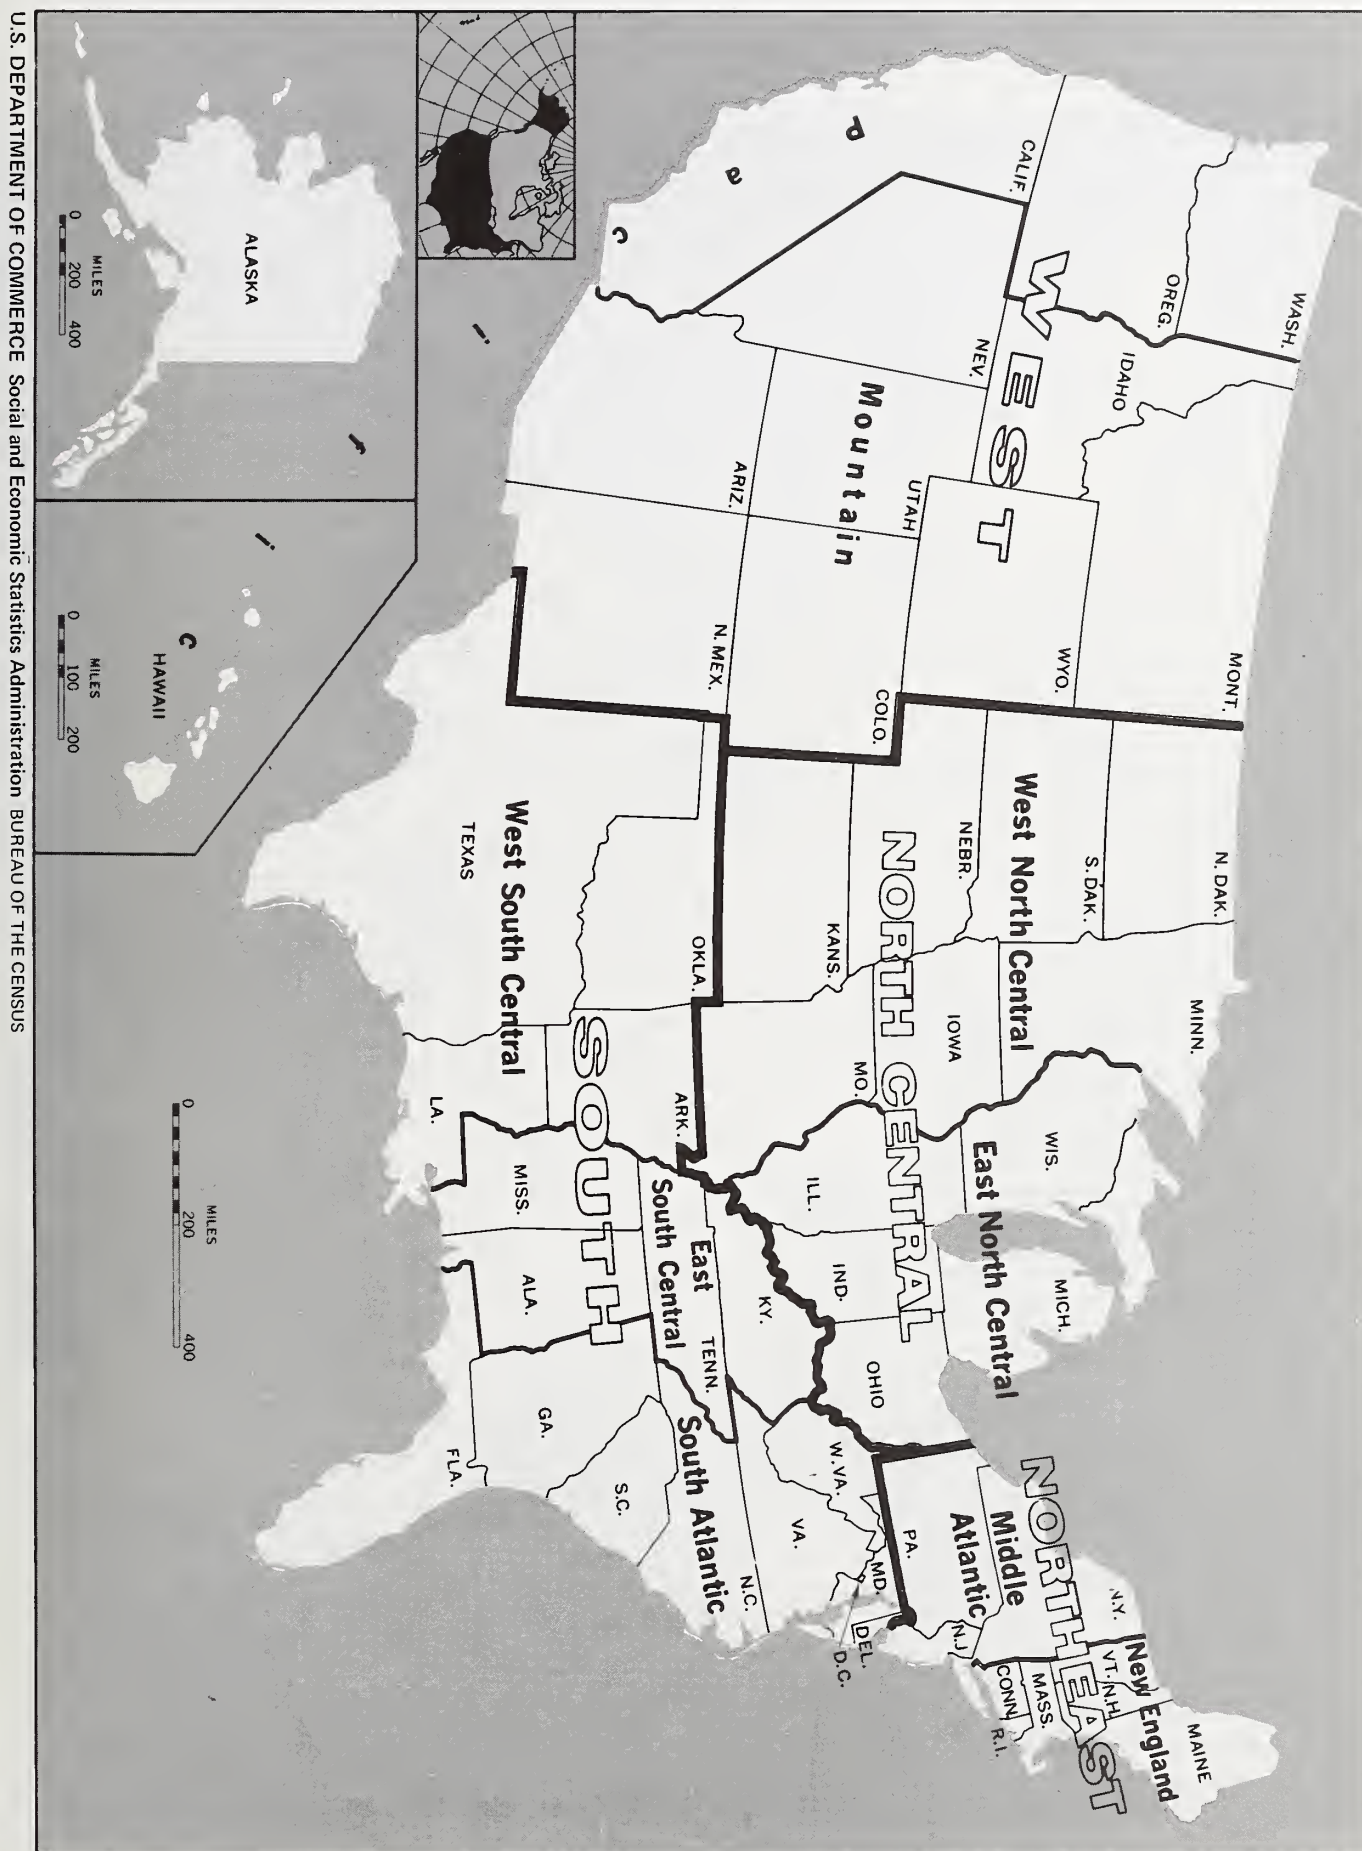 WASH.
MONT.
N. DAK.
MINN.
MAINE
OREG.
IDAHO
S. DAK.
WIS.
MICH.
N.Y.
VT.
N.H.
New England
WEST
WYO.
West North Central
East North Central
NORTHEAST
MASS.
CONN.
R.I.
CALIF.
NEV.
UTAH
COLO.
NEBR.
IOWA
NORTH CENTRAL
Middle
Atlantic
N.J.
PA.
Mountain
KANS.
MO.
ILL.
IND.
OHIO
W.VA.
MD.
DEL.
D.C.
VA.
KY.
ARIZ.
N. MEX.
OKLA.
ARK.
TENN.
N.C.
East
South Central
South Atlantic
SOUTH
S.C.
West South Central
TEXAS
LA.
MISS.
ALA.
GA.
FLA.
Pacific
ALASKA
0 200 400
MILES
HAWAII
0 100 200
MILES
0 200 400
MILES
U.S. DEPARTMENT OF COMMERCE Social and Economic Statistics Administration BUREAU OF THE CENSUS